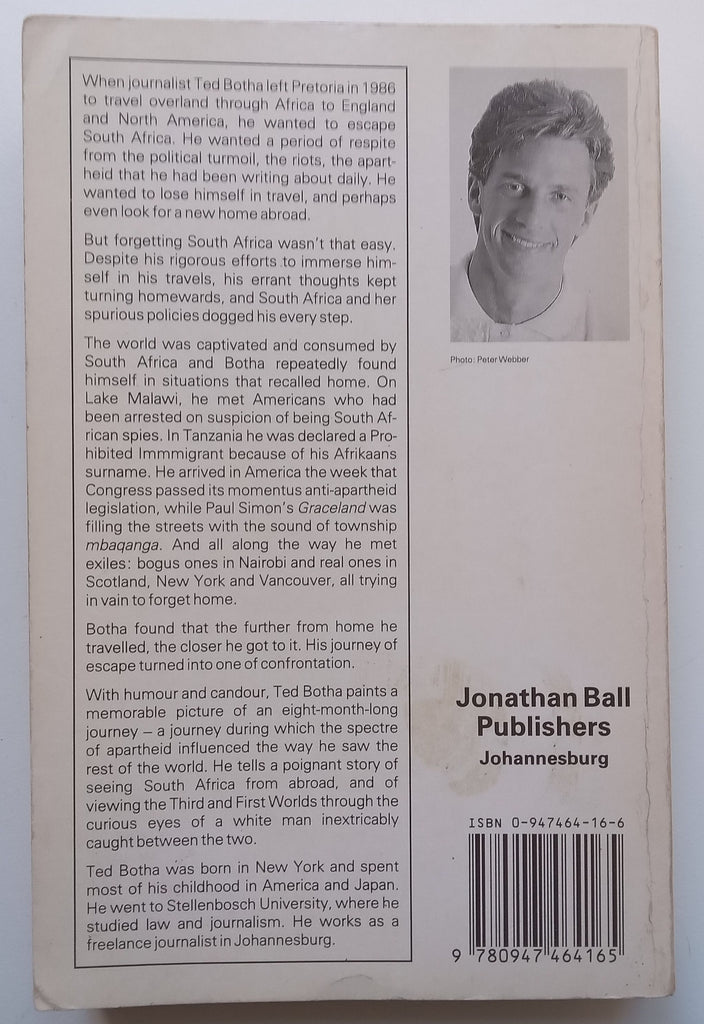 When journalist Ted Botha left Pretoria in 1986
to travel overland through Africa to England
and North America, he wanted to escape
South Africa. He wanted a period of respite
from the political turmoil, the riots, the apart-
heid that he had been writing about daily. He
wanted to lose himself in travel, and perhaps
even look for a new home abroad.
But forgetting South Africa wasn't that easy.
Despite his rigorous efforts to immerse him-
self in his travels, his errant thoughts kept
turning homewards, and South Africa and her
spurious policies dogged his every step.
The world was captivated and consumed by
South Africa and Botha repeatedly found
himself in situations that recalled home. On
Lake Malawi, he met Americans who had
been arrested on suspicion of being South Af-
rican spies. In Tanzania he was declared a Pro-
hibited Immmigrant because of his Afrikaans
surname. He arrived in America the week that
Congress passed its momentus anti-apartheid
legislation, while Paul Simon's Graceland was
filling the streets with the sound of township
mbaqanga. And all along the way he met
exiles: bogus ones in Nairobi and real ones in
Scotland, New York and Vancouver, all trying
in vain to forget home.
Botha found that the further from home he
travelled, the closer he got to it. His journey of
escape turned into one of confrontation.
With humour and candour, Ted Botha paints a
memorable picture of an eight-month-long
journey – a journey during which the spectre
of apartheid influenced the way he saw the
rest of the world. He tells a poignant story of
seeing South Africa from abroad, and of
viewing the Third and First Worlds through the
curious eyes of a white man inextricably
caught between the two.
Ted Botha was born in New York and spent
most of his childhood in America and Japan.
He went to Stellenbosch University, where he
studied law and journalism. He works as a
freelance journalist in Johannesburg.
Photo: Peter Webber
Jonathan Ball
Publishers
Johannesburg
ISBN 0-947464-16-6
9 780947 464165